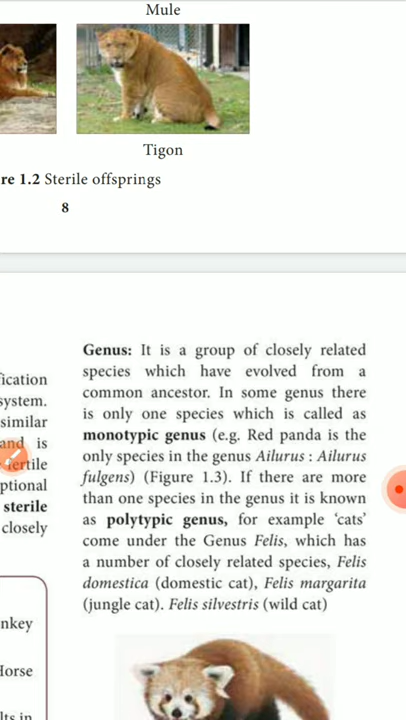 Mule
Tigon
re 1.2 Sterile offsprings
8
fication
system.
similar
and is
fertile
ptional
sterile
closely
nkey
Horse
lts in
Genus: It is a group of closely related
species which have evolved from a
common ancestor. In some genus there
is only one species which is called as
monotypic genus (e.g. Red panda is the
only species in the genus Ailurus : Ailurus
fulgens) (Figure 1.3). If there are more
than one species in the genus it is known
as polytypic genus, for example ‘cats’
come under the Genus Felis, which has
a number of closely related species, Felis
domestica (domestic cat), Felis margarita
(jungle cat). Felis silvestris (wild cat)